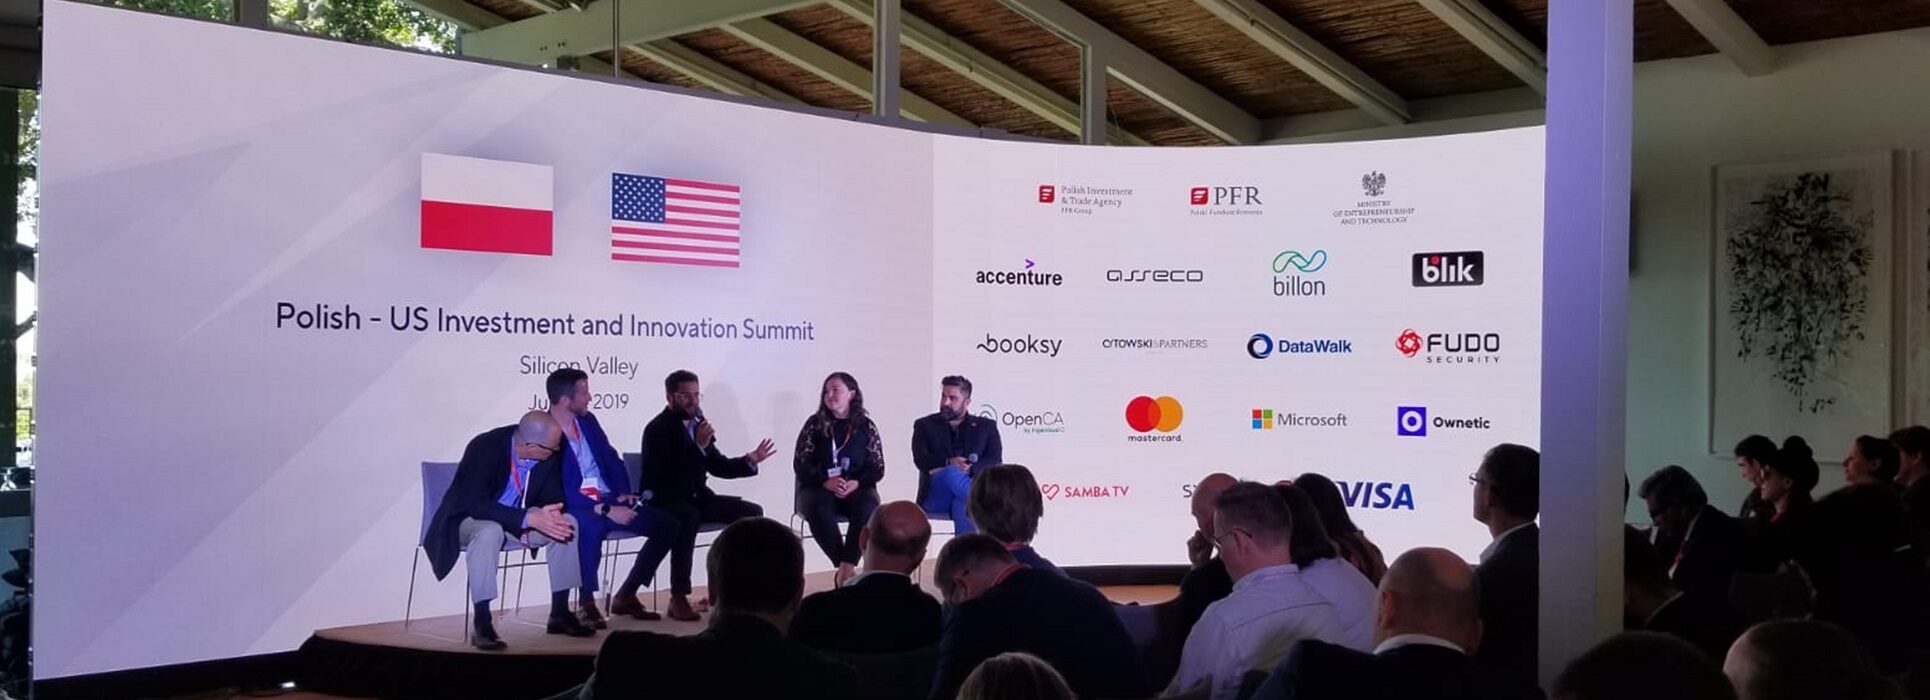 Polish - US Investment and Innovation Summit
Silicon Valley
2019
Polish Investment
& Trade Agency
PFR Group
PFR
Polski Fundusz Rozwoju
MINISTRY
OF ENTREPRENEURSHIP
AND TECHNOLOGY
accenture
asseco
billon
blik
booksy
CYTOWSKI&PARTNERS
DataWalk
FUDO
SECURITY
OpenCA
mastercard
Microsoft
Ownetic
SAMBA TV
VISA